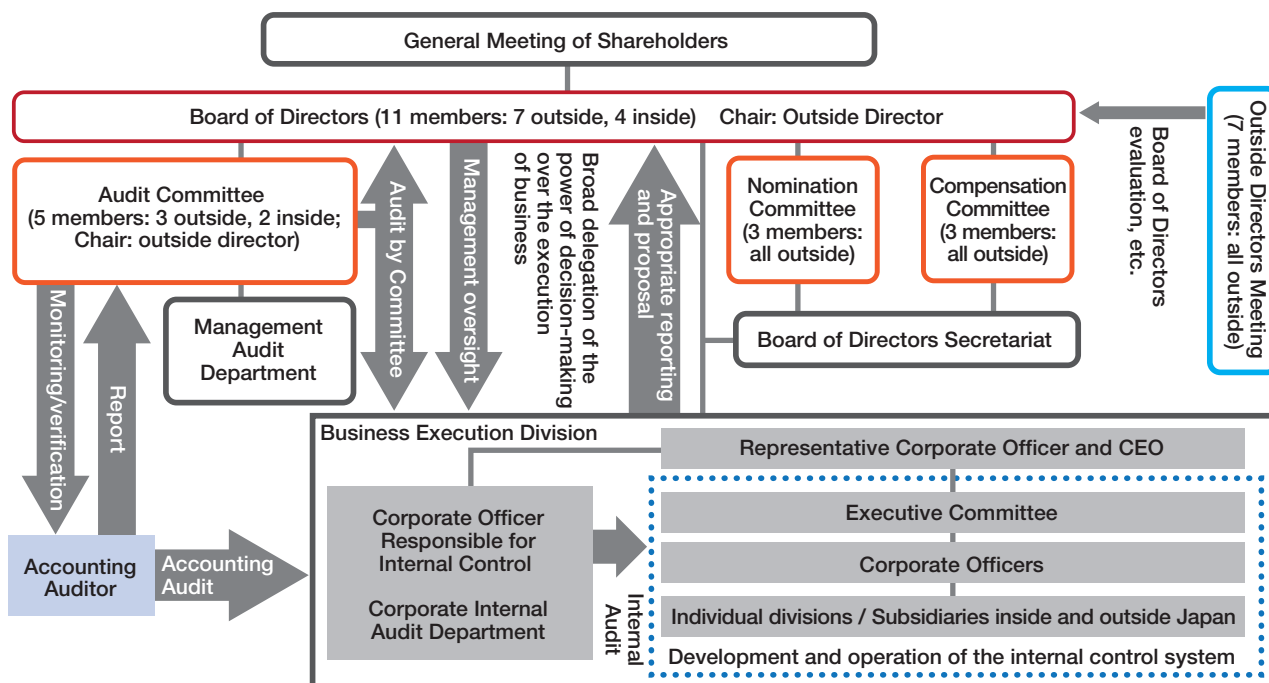 General Meeting of Shareholders
Board of Directors (11 members: 7 outside, 4 inside) Chair: Outside Director
Outside Directors Meeting
(7 members: all outside)
Board of Directors
evaluation, etc.
Audit Committee
(5 members: 3 outside, 2 inside;
Chair: outside director)
Audit by Committee
Management oversight
Broad delegation of the
power of decision-making
over the execution
of business
Appropriate reporting
and proposal
Nomination
Committee
(3 members:
all outside)
Compensation
Committee
(3 members:
all outside)
Monitoring/verification
Report
Management
Audit
Department
Board of Directors Secretariat
Business Execution Division
Representative Corporate Officer and CEO
Corporate Officer
Responsible for
Internal Control
Corporate Internal
Audit Department
Internal
Audit
Executive Committee
Corporate Officers
Individual divisions / Subsidiaries inside and outside Japan
Development and operation of the internal control system
Accounting
Auditor
Accounting
Audit